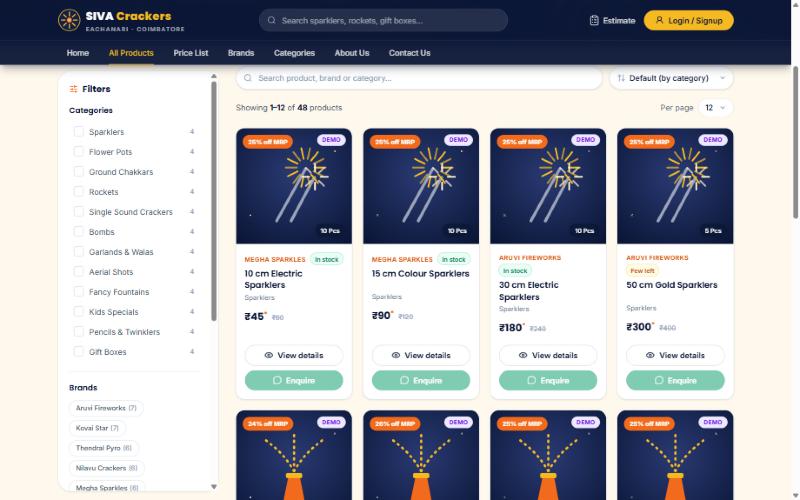 SIVA Crackers
EACHANARI · COIMBATORE
Search sparklers, rockets, gift boxes...
Estimate
Login / Signup
Home
All Products
Price List
Brands
Categories
About Us
Contact Us
Filters
Categories
Sparklers 4
Flower Pots 4
Ground Chakkars 4
Rockets 4
Single Sound Crackers 4
Bombs 4
Garlands & Walas 4
Aerial Shots 4
Fancy Fountains 4
Kids Specials 4
Pencils & Twinklers 4
Gift Boxes 4
Brands
Aruvi Fireworks (7)
Kovai Star (7)
Thendral Pyro (6)
Nilavu Crackers (6)
Megha Sparkles (6)
Search product, brand or category...
Default (by category)
Showing 1–12 of 48 products
Per page 12
25% off MRP
DEMO
10 Pcs
MEGHA SPARKLES
In stock
10 cm Electric
Sparklers
Sparklers
₹45* ₹60
View details
Enquire
25% off MRP
DEMO
10 Pcs
MEGHA SPARKLES
In stock
15 cm Colour Sparklers
Sparklers
₹90* ₹120
View details
Enquire
25% off MRP
DEMO
10 Pcs
ARUVI FIREWORKS
In stock
30 cm Electric
Sparklers
Sparklers
₹180* ₹240
View details
Enquire
25% off MRP
DEMO
5 Pcs
ARUVI FIREWORKS
Few left
50 cm Gold Sparklers
Sparklers
₹300* ₹400
View details
Enquire
24% off MRP
DEMO
26% off MRP
DEMO
25% off MRP
DEMO
25% off MRP
DEMO